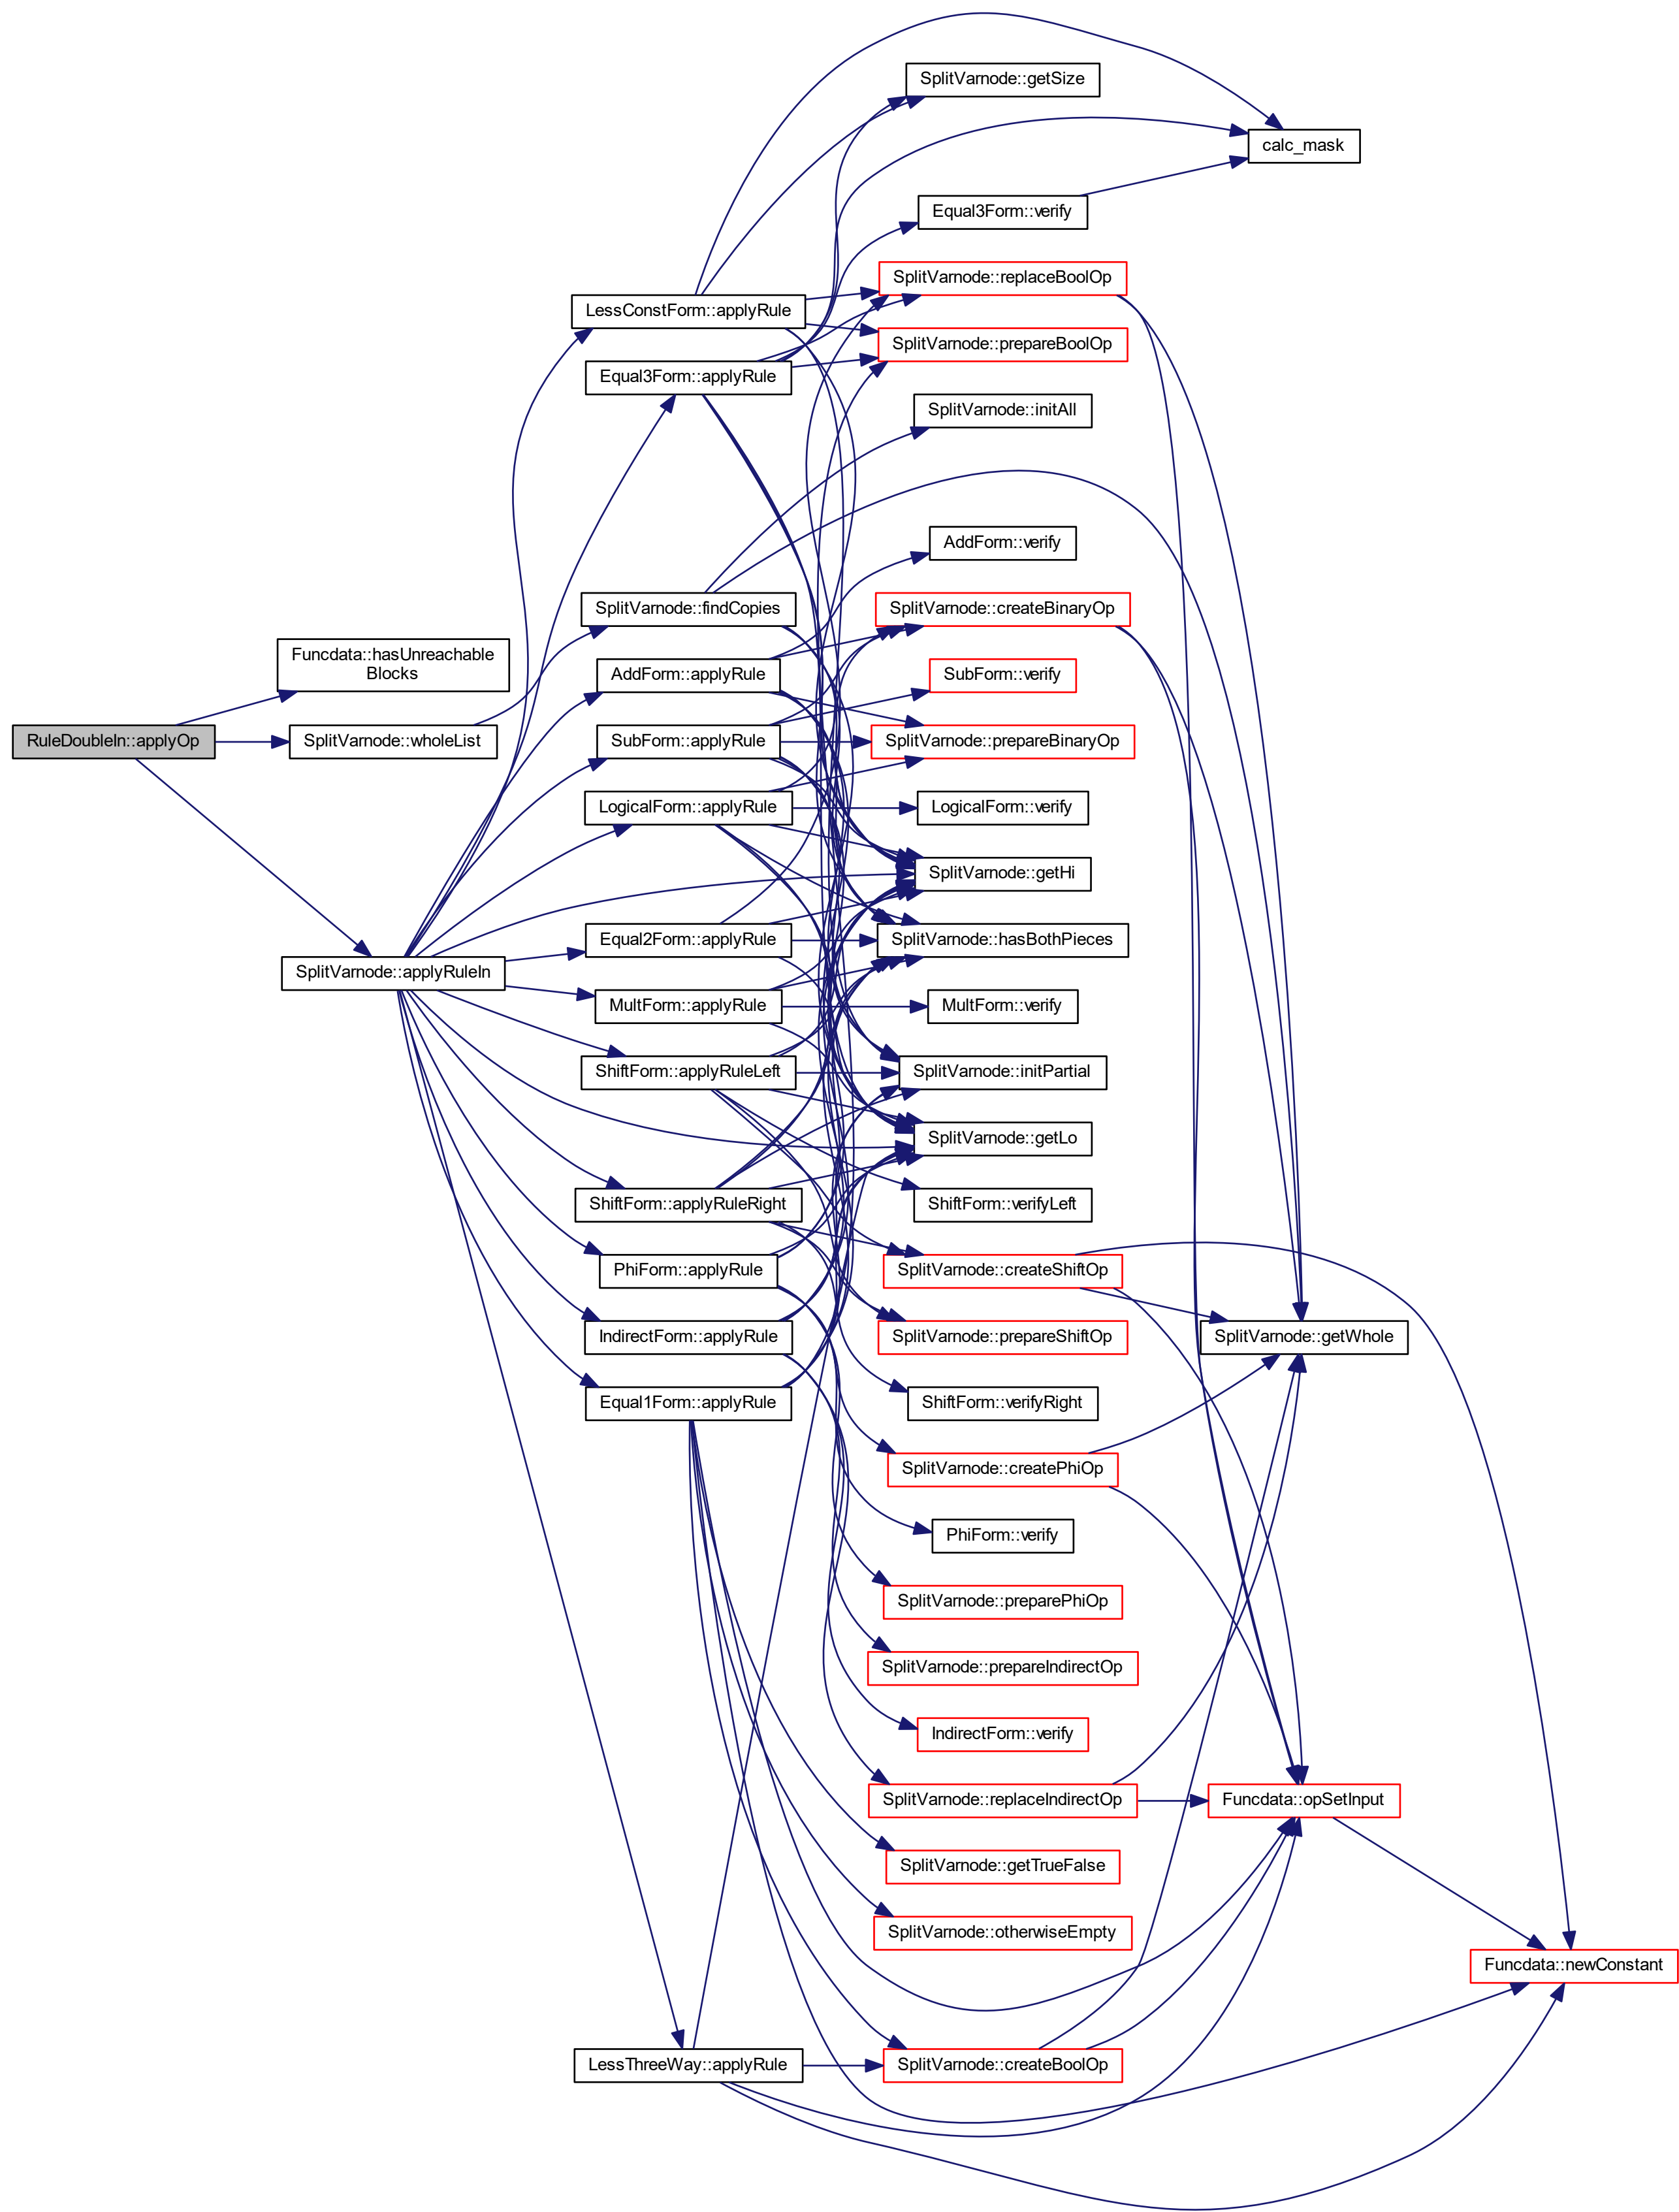 RuleDoubleIn::applyOp
Funcdata::hasUnreachable
Blocks
SplitVarnode::wholeList
SplitVarnode::applyRuleIn
LessConstForm::applyRule
Equal3Form::applyRule
SplitVarnode::findCopies
AddForm::applyRule
SubForm::applyRule
LogicalForm::applyRule
Equal2Form::applyRule
MultForm::applyRule
ShiftForm::applyRuleLeft
ShiftForm::applyRuleRight
PhiForm::applyRule
IndirectForm::applyRule
Equal1Form::applyRule
LessThreeWay::applyRule
SplitVarnode::getSize
Equal3Form::verify
SplitVarnode::replaceBoolOp
SplitVarnode::prepareBoolOp
SplitVarnode::initAll
AddForm::verify
SplitVarnode::createBinaryOp
SubForm::verify
SplitVarnode::prepareBinaryOp
LogicalForm::verify
SplitVarnode::getHi
SplitVarnode::hasBothPieces
MultForm::verify
SplitVarnode::initPartial
SplitVarnode::getLo
ShiftForm::verifyLeft
SplitVarnode::createShiftOp
SplitVarnode::prepareShiftOp
ShiftForm::verifyRight
SplitVarnode::createPhiOp
PhiForm::verify
SplitVarnode::preparePhiOp
SplitVarnode::prepareIndirectOp
IndirectForm::verify
SplitVarnode::replaceIndirectOp
SplitVarnode::getTrueFalse
SplitVarnode::otherwiseEmpty
SplitVarnode::createBoolOp
calc_mask
SplitVarnode::getWhole
Funcdata::opSetInput
Funcdata::newConstant